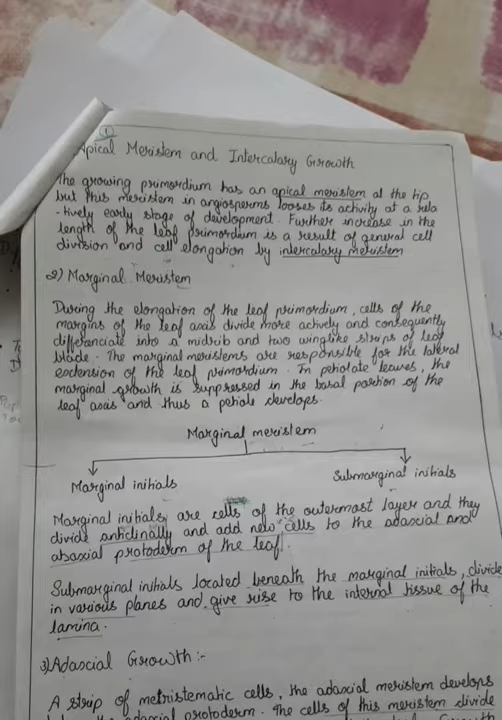 1
Apical Meristem and Intercalary Growth
The growing primordium has an apical meristem at the tip
but this meristem in angiosperms looses its activity at a rela
-tively early stage of development. Further increase in the
length of the leaf primordium is a result of general cell
division and cell elongation by intercalary meristem
2) Marginal Meristem
During the elongation of the leaf primordium, cells of the
margins of the leaf axis divide more actively and consequently
differenciate into a midrib and two winglike strips of leaf
blade. The marginal meristems are responsible for the lateral
extension of the leaf primordium. In petiolate leaves, the
marginal growth is suppressed in the basal portion of the
leaf axis and thus a petiole develops.
Marginal meristem
Marginal initials
Submarginal initials
Marginal initials are cells of the outermost layer and they
divide anticlinally and add new cells to the adaxial and
abaxial protoderm of the leaf.
Submarginal initials located beneath the marginal initials, divide
in various planes and give rise to the internal tissue of the
lamina.
3) Adaxial Growth :-
A strip of metristematic cells, the adaxial meristem develops
the adaxial protoderm. The cells of this meristem divide